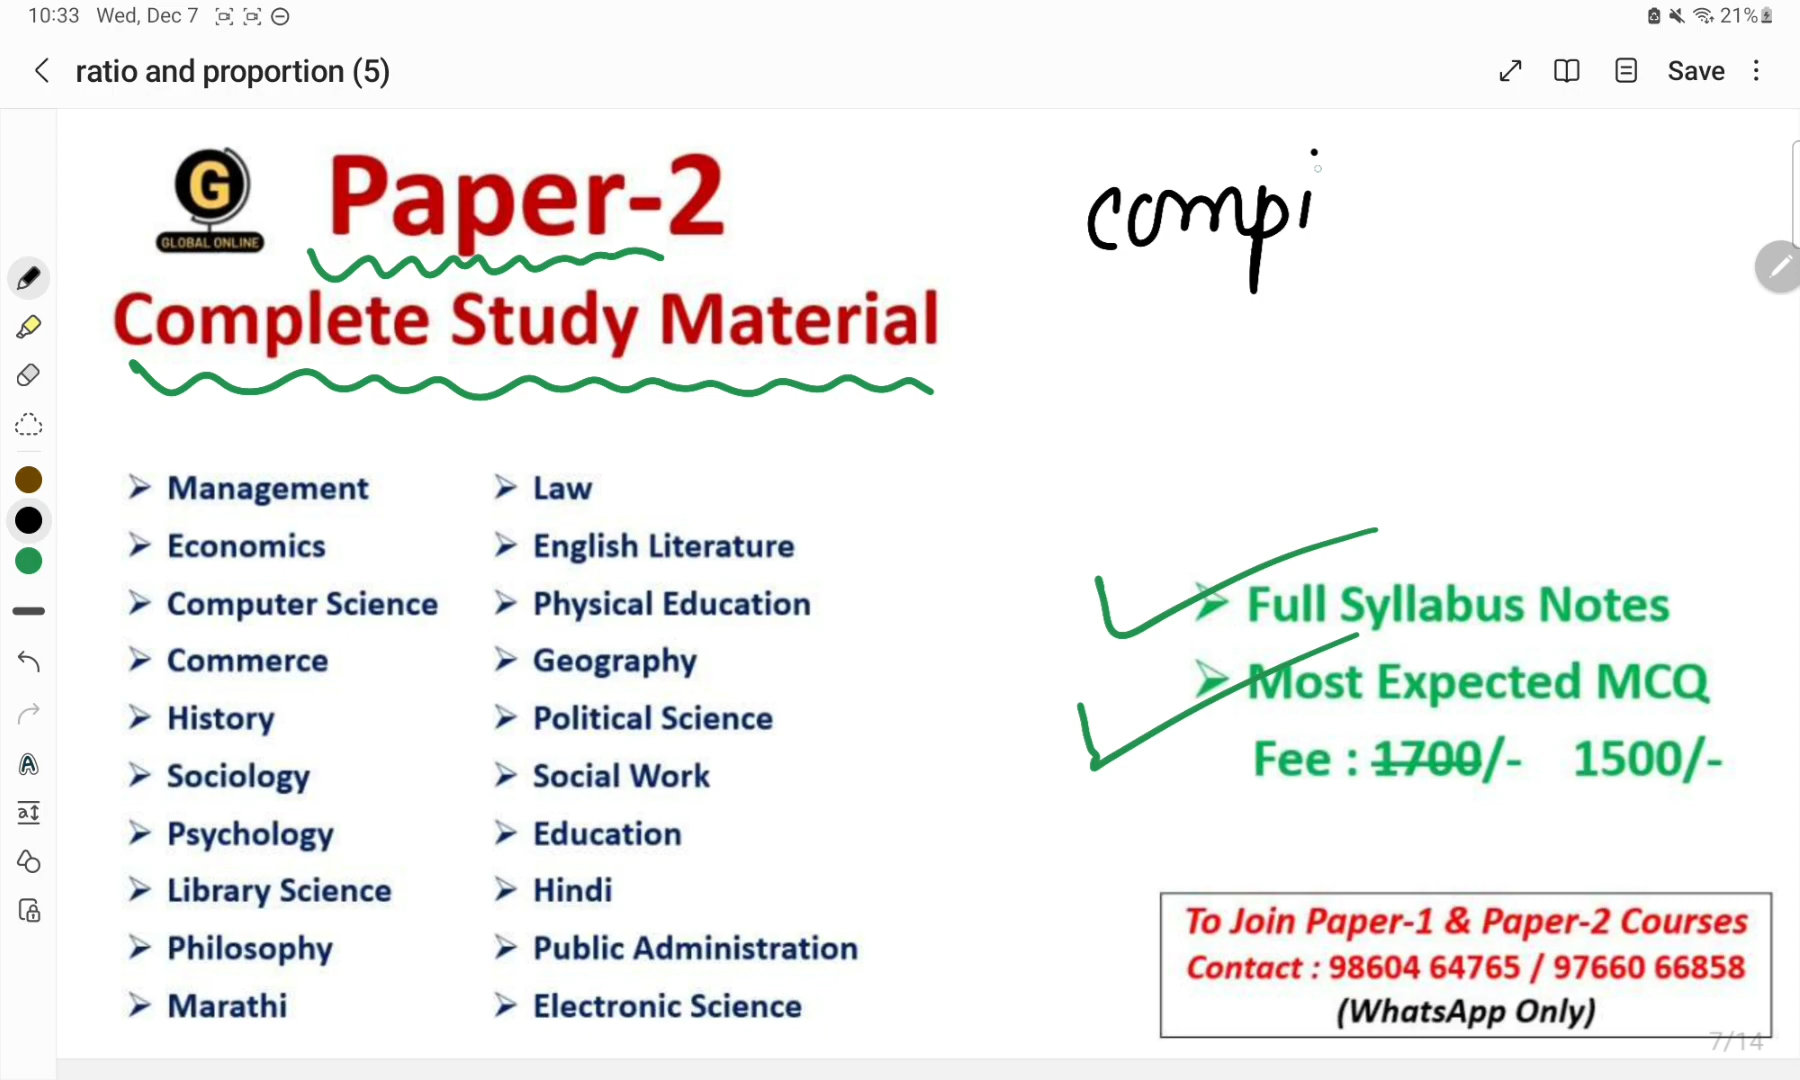 10:33 Wed, Dec 7
21%
ratio and proportion (5)
Save
G
GLOBAL ONLINE
Paper-2
Complete Study Material
compi
Management
Economics
Computer Science
Commerce
History
Sociology
Psychology
Library Science
Philosophy
Marathi
Law
English Literature
Physical Education
Geography
Political Science
Social Work
Education
Hindi
Public Administration
Electronic Science
Full Syllabus Notes
Most Expected MCQ
Fee : 1700/- 1500/-
To Join Paper-1 & Paper-2 Courses
Contact : 98604 64765 / 97660 66858
(WhatsApp Only)
7/14